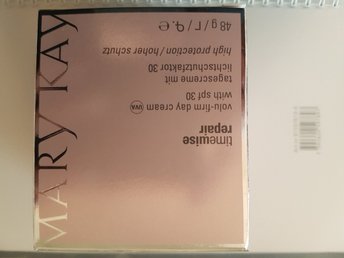 MARY KAY
timewise
repair
volu-firm day cream UVA
with spf 30
tagescreme mit
lichtschutzfaktor 30
high protection / hoher schutz
48 g / Г / Գ. ℮